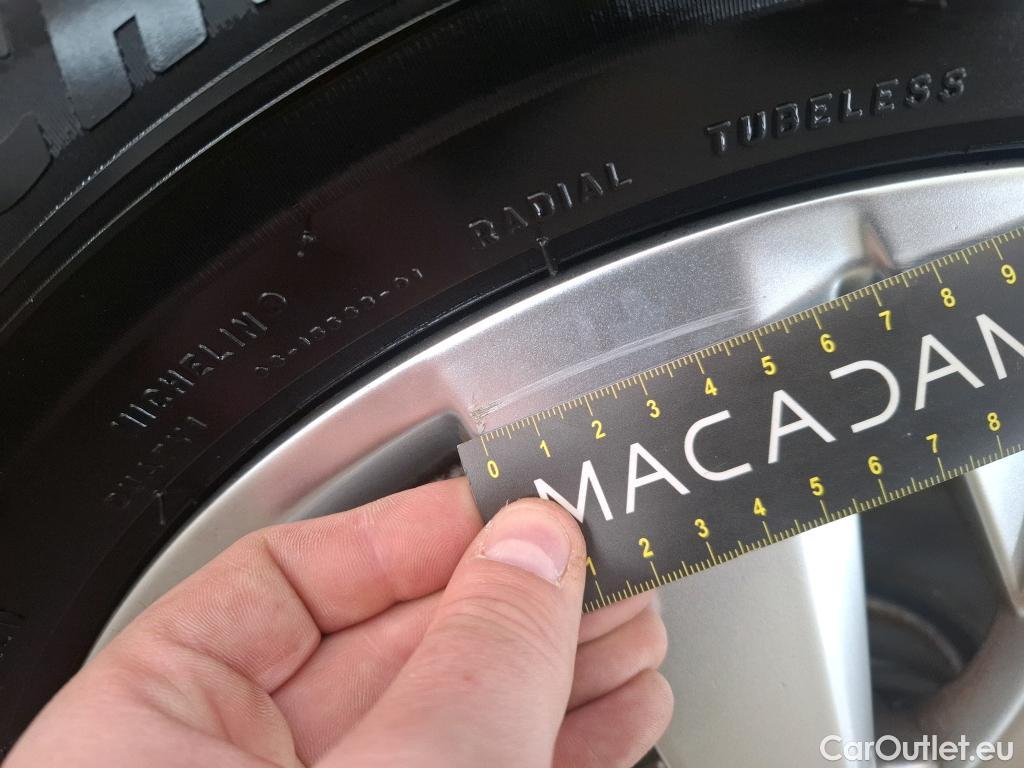 TUBELESS
RADIAL
MICHELIN
0 1 2 3 4 5 6 7 8 9
MACADAM
1 2 3 4 5 6 7 8
CarOutlet.eu